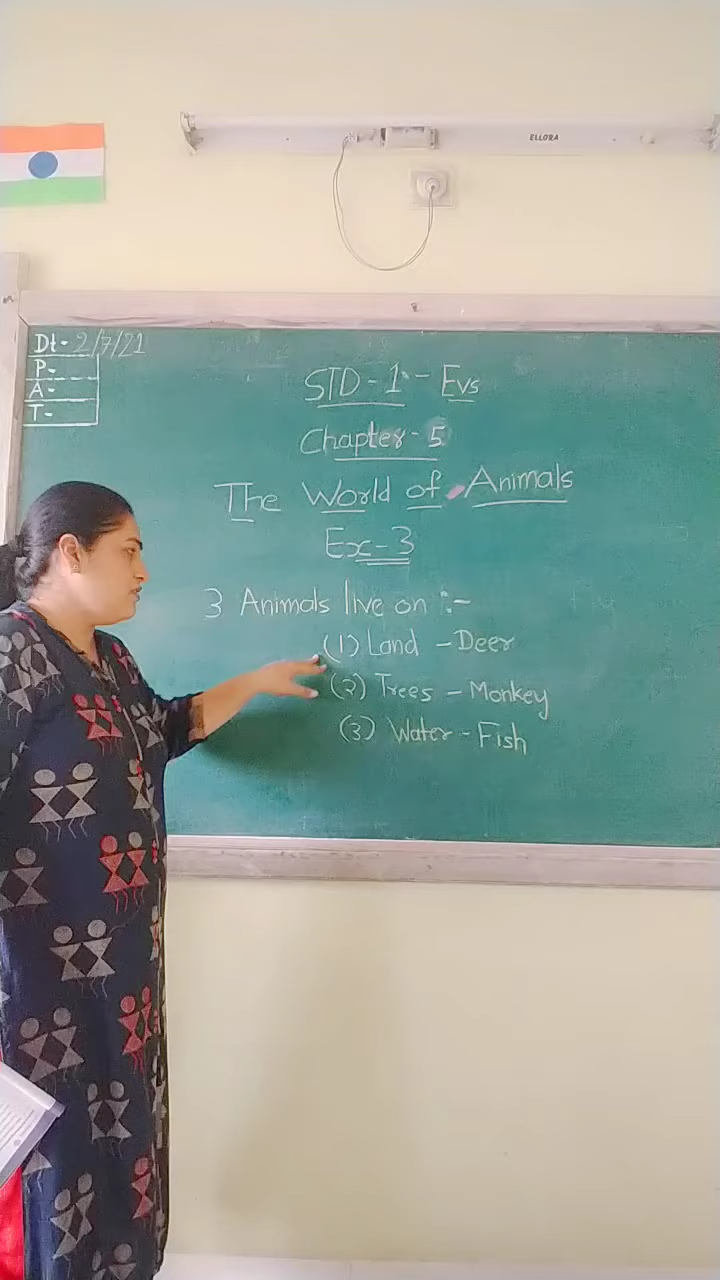 ELLORA
Dt- 2/7/21
P-
A-
T-
STD-1 - Evs
Chapter-5
The World of Animals
Ex-3
3 Animals live on :-
(1) Land - Deer
(2) Trees - Monkey
(3) Water - Fish